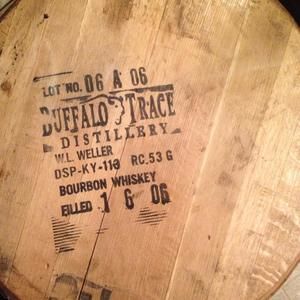 LOT NO. 06 A 06
BUFFALO TRACE
DISTILLERY
W.L. WELLER
DSP-KY-113 RC.53 G
BOURBON WHISKEY
FILLED 1 6 06